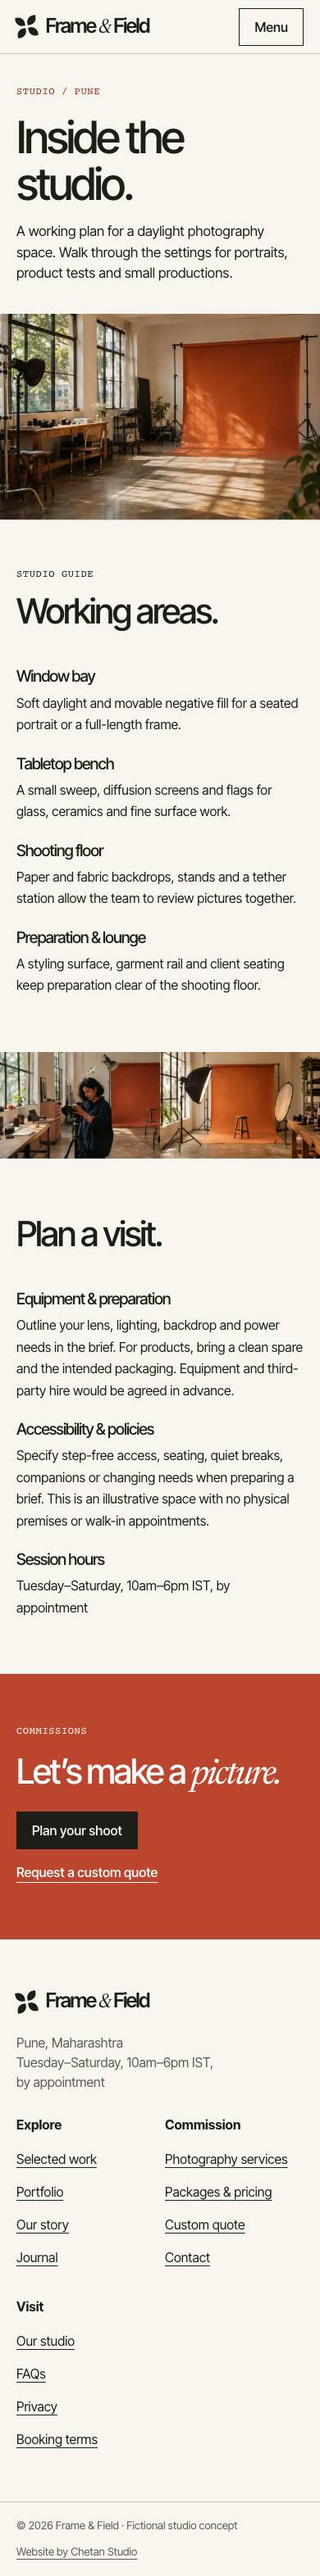 Frame & Field
Menu
STUDIO / PUNE
Inside the
studio.
A working plan for a daylight photography
space. Walk through the settings for portraits,
product tests and small productions.
STUDIO GUIDE
Working areas.
Window bay
Soft daylight and movable negative fill for a seated
portrait or a full-length frame.
Tabletop bench
A small sweep, diffusion screens and flags for
glass, ceramics and fine surface work.
Shooting floor
Paper and fabric backdrops, stands and a tether
station allow the team to review pictures together.
Preparation & lounge
A styling surface, garment rail and client seating
keep preparation clear of the shooting floor.
Plan a visit.
Equipment & preparation
Outline your lens, lighting, backdrop and power
needs in the brief. For products, bring a clean spare
and the intended packaging. Equipment and third-
party hire would be agreed in advance.
Accessibility & policies
Specify step-free access, seating, quiet breaks,
companions or changing needs when preparing a
brief. This is an illustrative space with no physical
premises or walk-in appointments.
Session hours
Tuesday–Saturday, 10am–6pm IST, by
appointment
COMMISSIONS
Let’s make a picture.
Plan your shoot
Request a custom quote
Frame & Field
Pune, Maharashtra
Tuesday–Saturday, 10am–6pm IST,
by appointment
Explore
Selected work
Portfolio
Our story
Journal
Commission
Photography services
Packages & pricing
Custom quote
Contact
Visit
Our studio
FAQs
Privacy
Booking terms
© 2026 Frame & Field · Fictional studio concept
Website by Chetan Studio